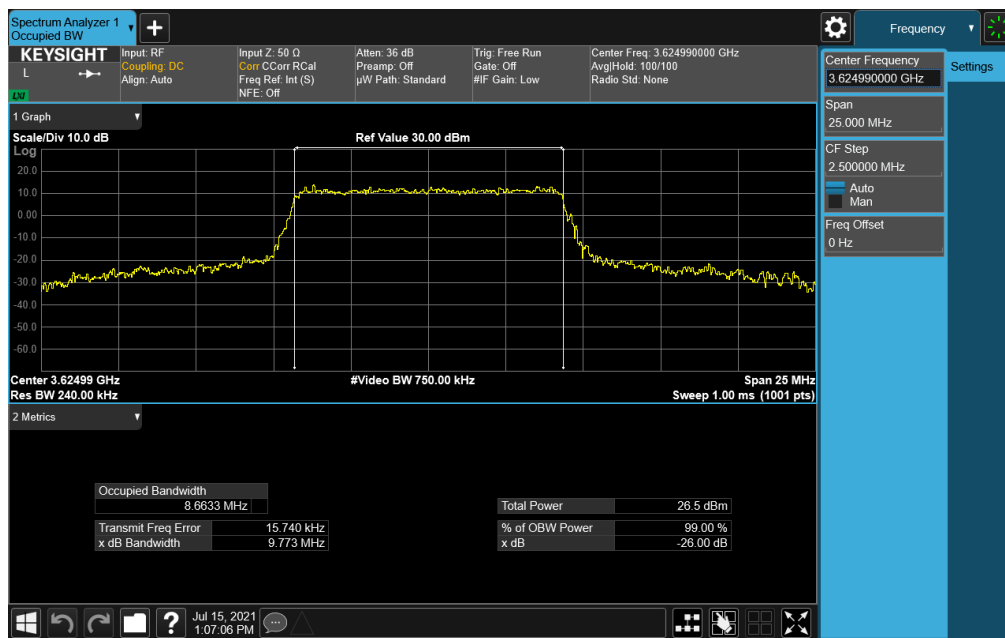 Spectrum Analyzer 1
Occupied BW
Frequency
KEYSIGHT
L
LXI
Input: RF
Coupling: DC
Align: Auto
Input Z: 50 Ω
Corr CCorr RCal
Freq Ref: Int (S)
NFE: Off
Atten: 36 dB
Preamp: Off
µW Path: Standard
Trig: Free Run
Gate: Off
#IF Gain: Low
Center Freq: 3.624990000 GHz
Avg|Hold: 100/100
Radio Std: None
Center Frequency
3.624990000 GHz
Settings
Span
25.000 MHz
CF Step
2.500000 MHz
Auto
Man
Freq Offset
0 Hz
1 Graph
Scale/Div 10.0 dB
Ref Value 30.00 dBm
Log
20.0
10.0
0.00
-10.0
-20.0
-30.0
-40.0
-50.0
-60.0
Center 3.62499 GHz
#Video BW 750.00 kHz
Span 25 MHz
Res BW 240.00 kHz
Sweep 1.00 ms (1001 pts)
2 Metrics
Occupied Bandwidth
8.6633 MHz
Total Power 26.5 dBm
Transmit Freq Error 15.740 kHz
% of OBW Power 99.00 %
x dB Bandwidth 9.773 MHz
x dB -26.00 dB
Jul 15, 2021
1:07:06 PM